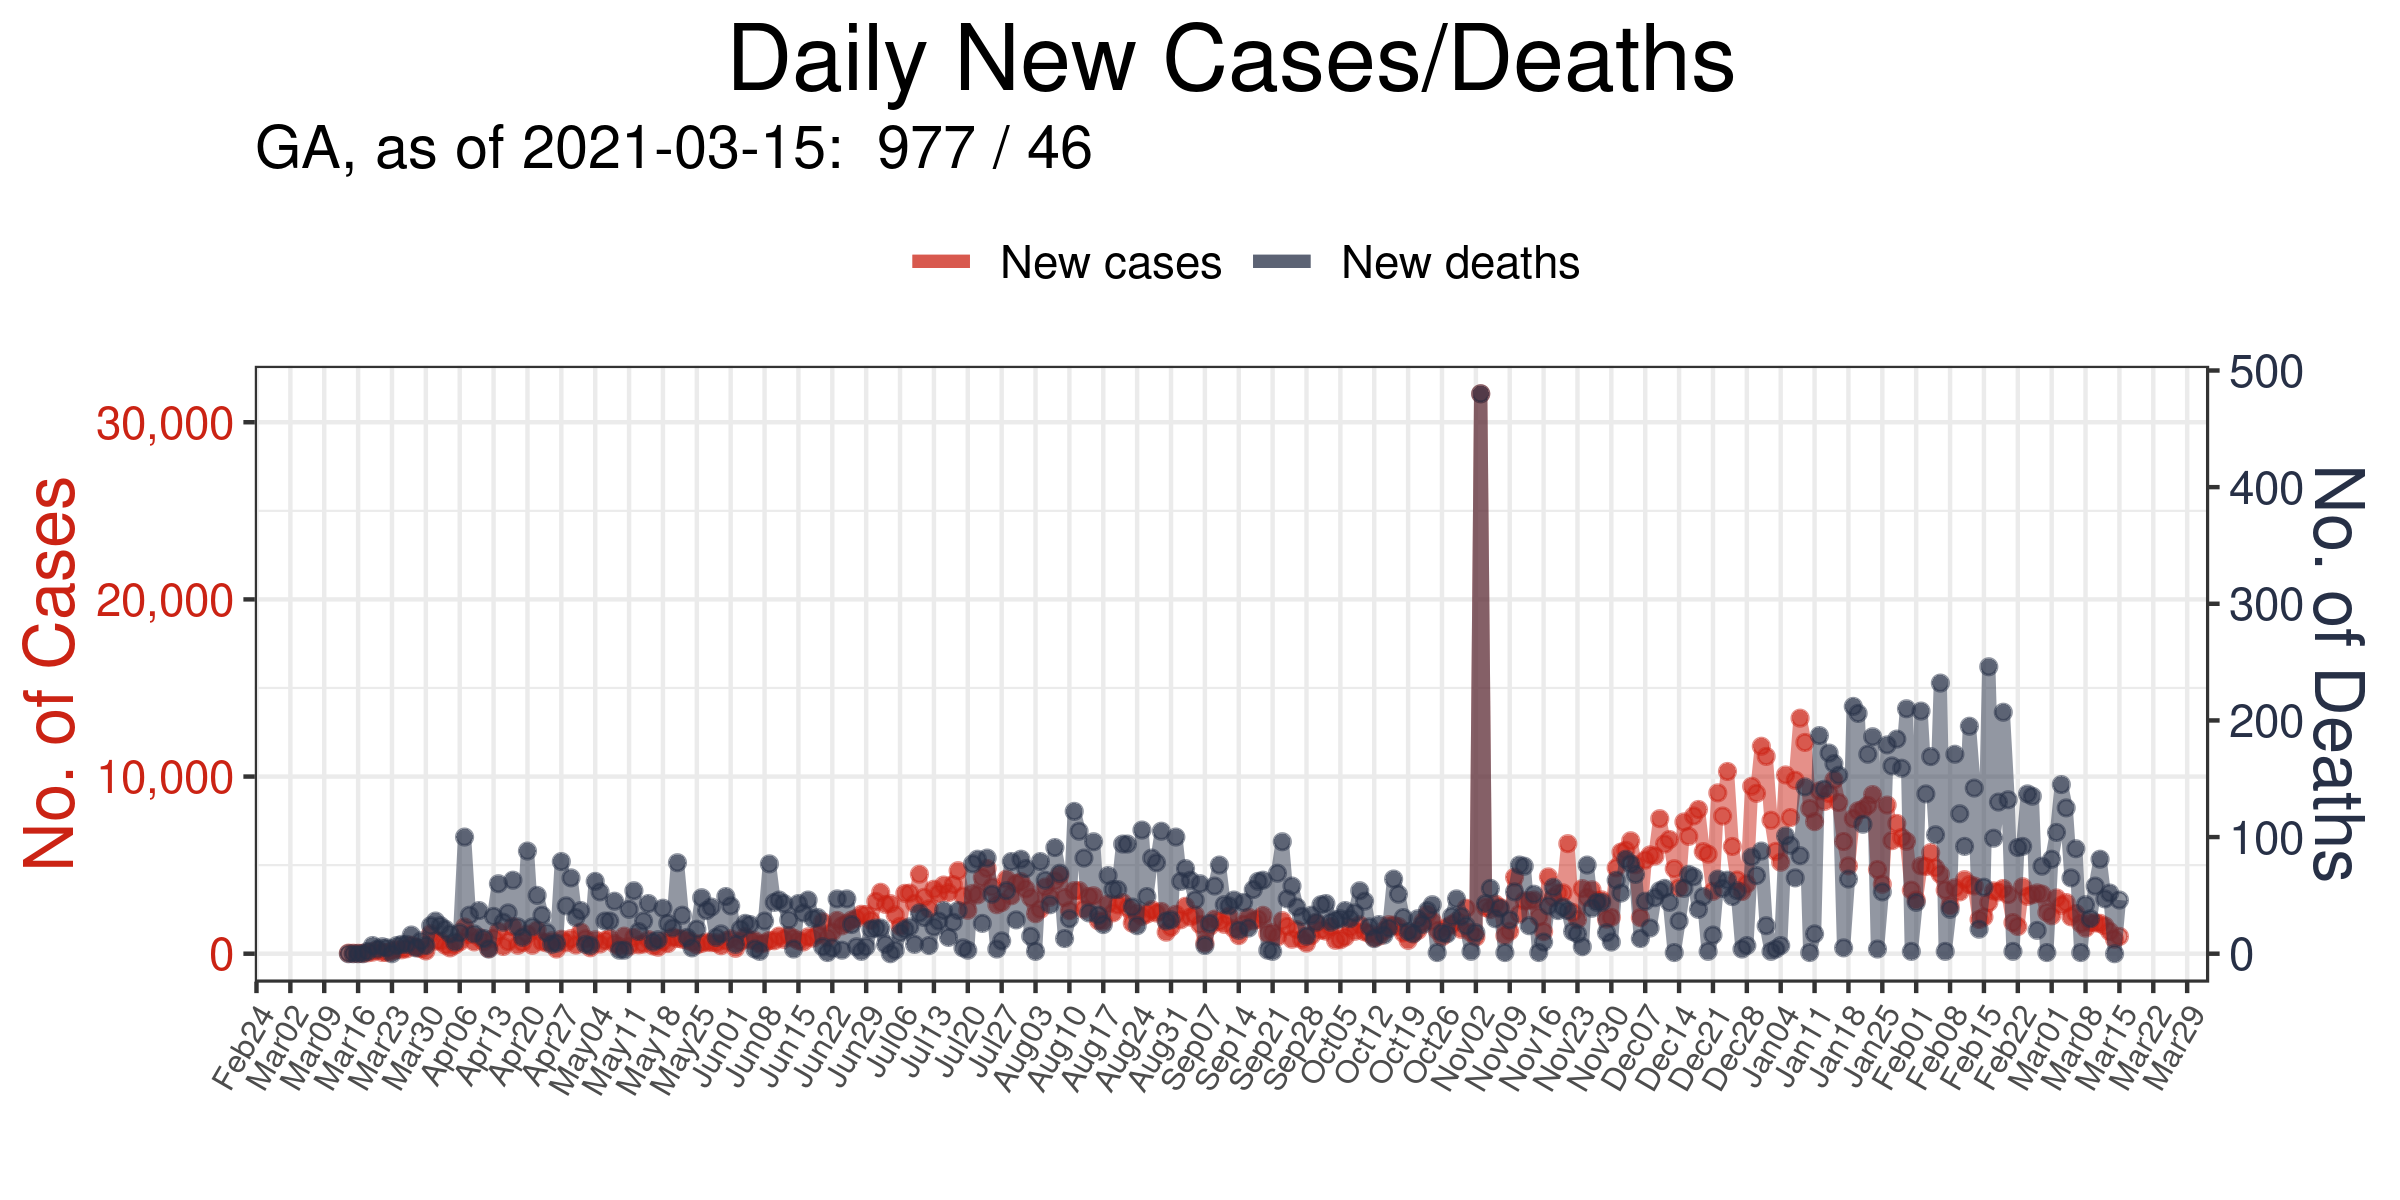 Daily New Cases/Deaths
GA, as of 2021-03-15:  977 / 46
New cases New deaths
No. of Cases
30,000
20,000
10,000
0
500
400
300
200
100
0
No. of Deaths
Feb24 Mar02 Mar09 Mar16 Mar23 Mar30 Apr06 Apr13 Apr20 Apr27 May04 May11 May18 May25 Jun01 Jun08 Jun15 Jun22 Jun29 Jul06 Jul13 Jul20 Jul27 Aug03 Aug10 Aug17 Aug24 Aug31 Sep07 Sep14 Sep21 Sep28 Oct05 Oct12 Oct19 Oct26 Nov02 Nov09 Nov16 Nov23 Nov30 Dec07 Dec14 Dec21 Dec28 Jan04 Jan11 Jan18 Jan25 Feb01 Feb08 Feb15 Feb22 Mar01 Mar08 Mar15 Mar22 Mar29